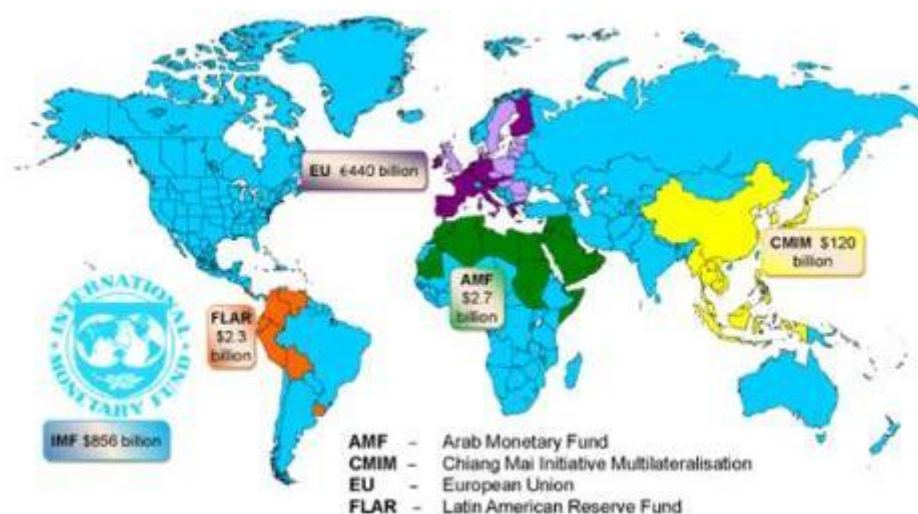 EU €440 billion
CMIM $120
billion
AMF
$2.7
billion
FLAR
$2.3
billion
INTERNATIONAL
MONETARY FUND
IMF $856 billion
AMF – Arab Monetary Fund
CMIM – Chiang Mai Initiative Multilateralisation
EU – European Union
FLAR – Latin American Reserve Fund